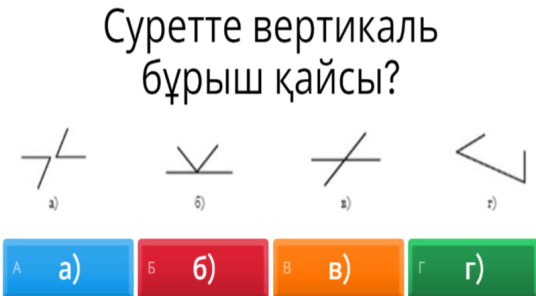 Суретте вертикаль
бұрыш қайсы?
а) б) в) г)
А а) Б б) В в) Г г)